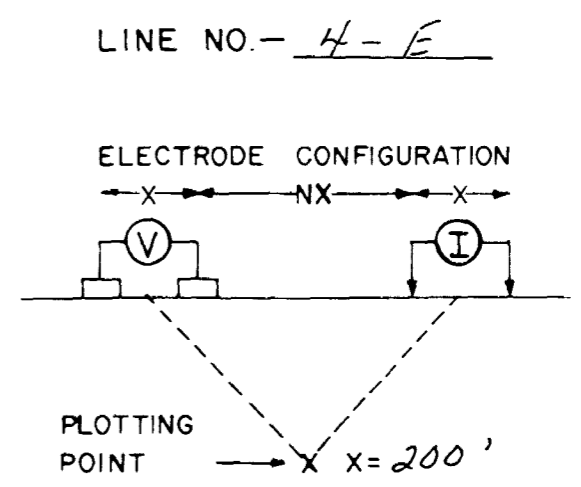 LINE NO.- 4-E
ELECTRODE CONFIGURATION
X NX X
V I
PLOTTING
POINT X X= 200'